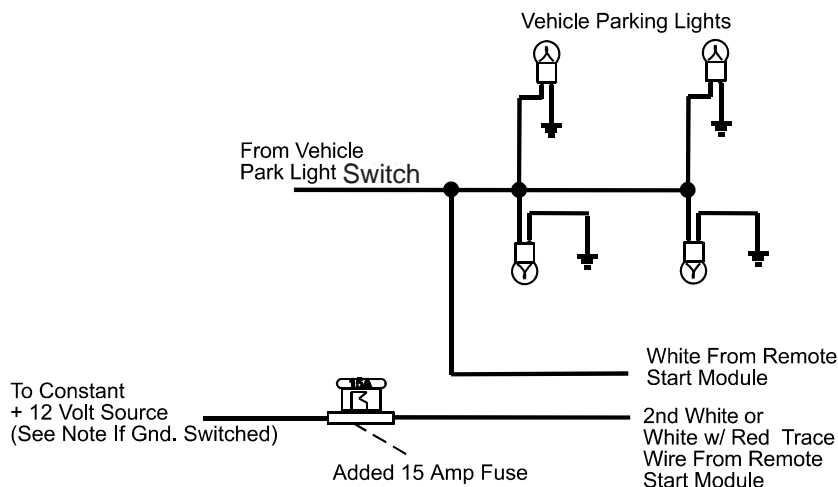 Vehicle Parking Lights
From Vehicle
Park Light Switch
White From Remote
Start Module
15A
To Constant
+ 12 Volt Source
(See Note If Gnd. Switched)
2nd White or
White w/ Red Trace
Wire From Remote
Start Module
Added 15 Amp Fuse